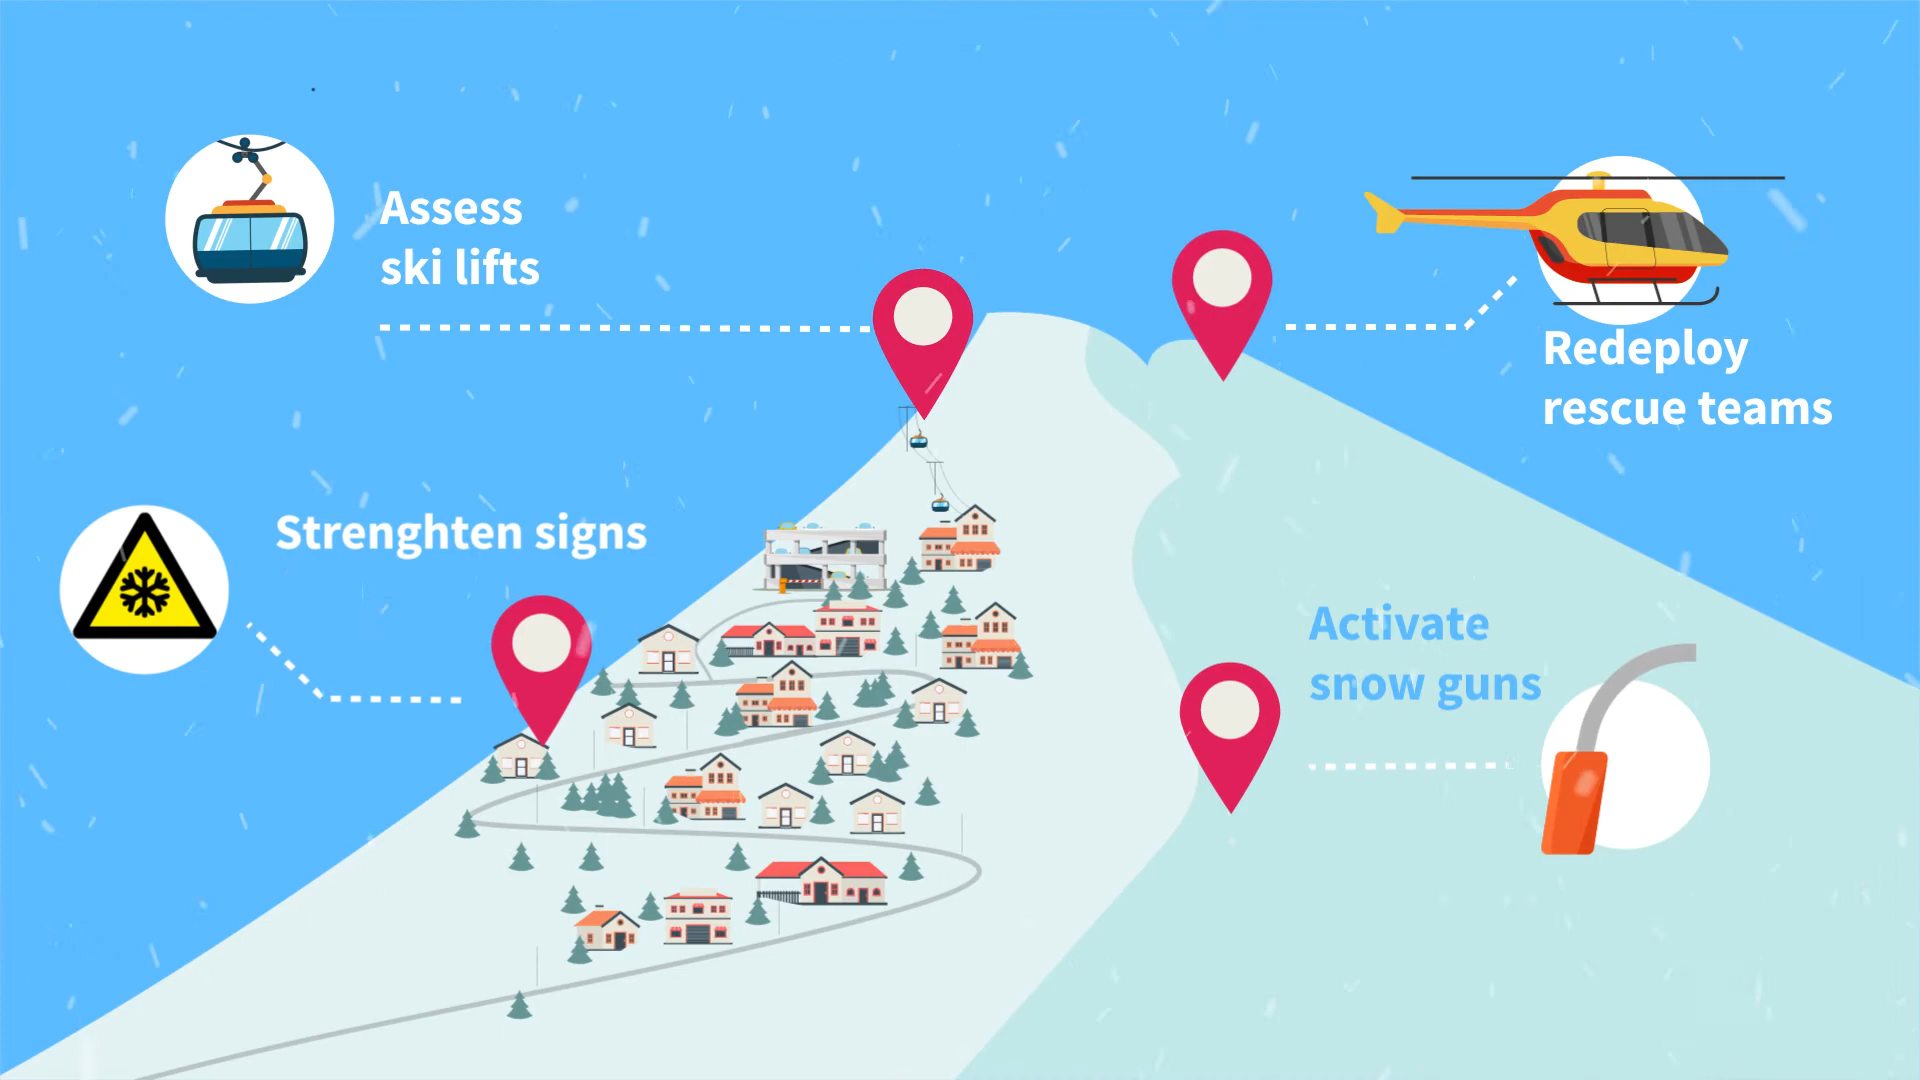 Assess
ski lifts
Redeploy
rescue teams
Strenghten signs
Activate
snow guns